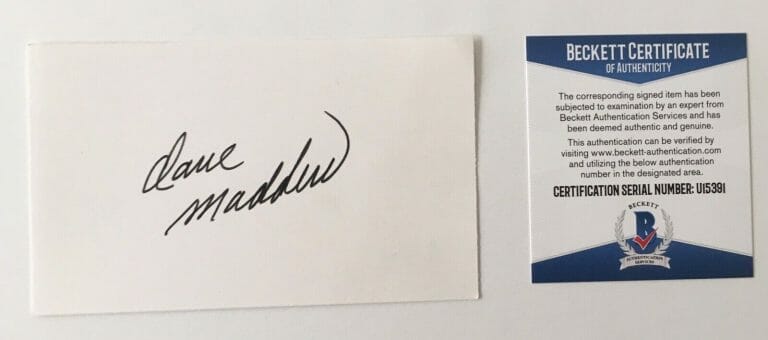 Dave
Madden
BECKETT CERTIFICATE
OF AUTHENTICITY
The corresponding signed item has been
subjected to examination by an expert from
Beckett Authentication Services and has
been deemed authentic and genuine.
This authentication can be verified by
visiting www.beckett-authentication.com
and utilizing the below authentication
number in the designated area.
CERTIFICATION SERIAL NUMBER: U15391
BECKETT
B
AUTHENTICATION
SERVICES